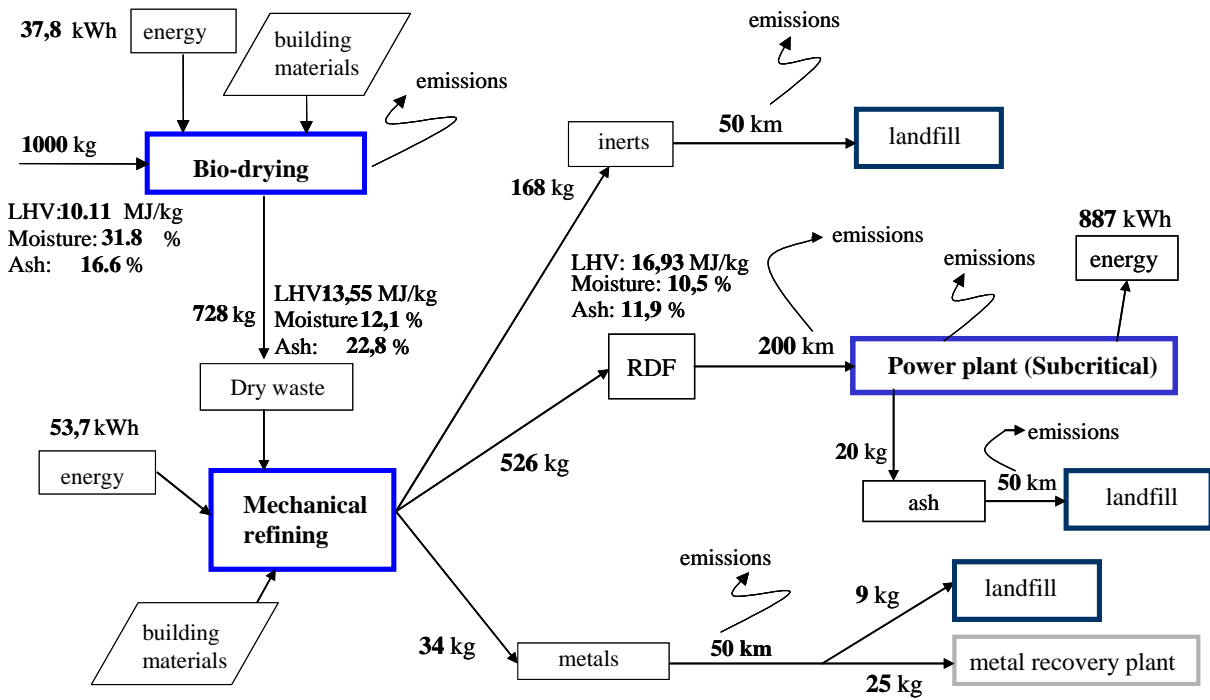 37,8 kWh
energy
building
materials
emissions
1000 kg
Bio-drying
LHV:10.11 MJ/kg
Moisture: 31.8 %
Ash: 16.6 %
728 kg
LHV:13,55 MJ/kg
Moisture 12,1 %
Ash: 22,8 %
Dry waste
53,7 kWh
energy
Mechanical
refining
building
materials
emissions
inerts
50 km
landfill
168 kg
LHV: 16,93 MJ/kg
Moisture: 10,5 %
Ash: 11,9 %
RDF
526 kg
emissions
200 km
emissions
887 kWh
energy
Power plant (Subcritical)
20 kg
emissions
ash
50 km
landfill
34 kg
metals
emissions
50 km
9 kg
landfill
25 kg
metal recovery plant